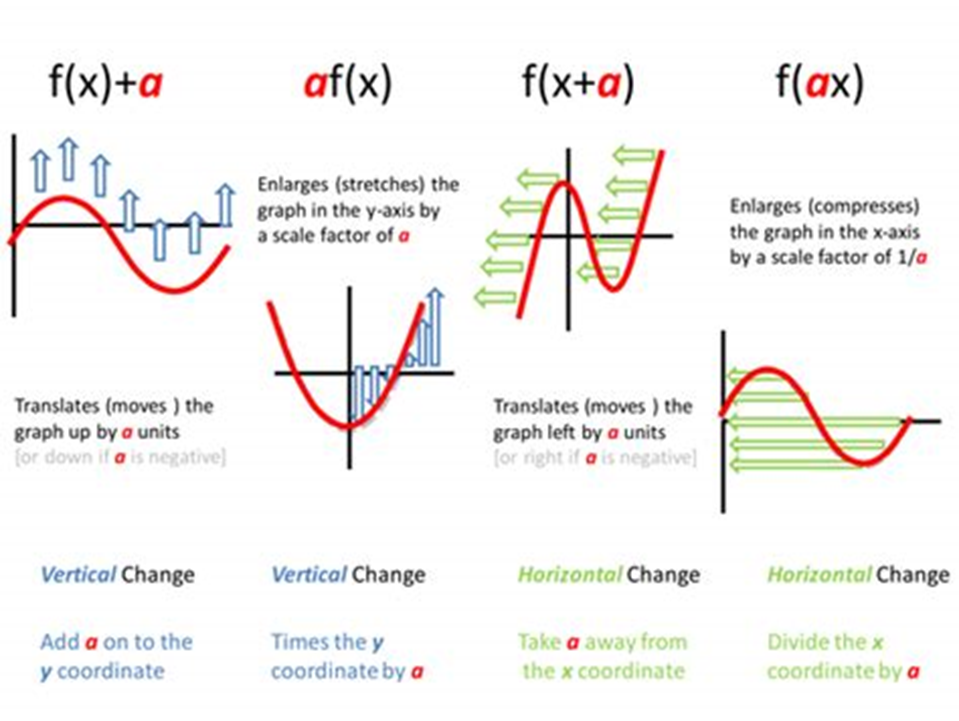 f(x)+a
af(x)
f(x+a)
f(ax)
Enlarges (stretches) the
graph in the y-axis by
a scale factor of a
Enlarges (compresses)
the graph in the x-axis
by a scale factor of 1/a
Translates (moves ) the
graph up by a units
[or down if a is negative]
Translates (moves ) the
graph left by a units
[or right if a is negative]
Vertical Change
Vertical Change
Horizontal Change
Horizontal Change
Add a on to the
y coordinate
Times the y
coordinate by a
Take a away from
the x coordinate
Divide the x
coordinate by a